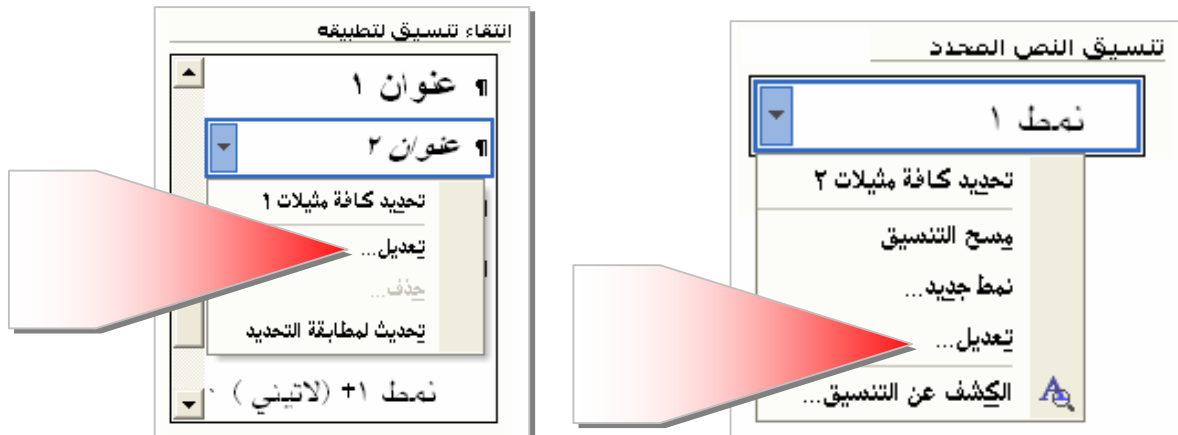 تنسيق النص المحدد
نمط ١
تحديد كافة مثيلات ٢
مسح التنسيق
نمط جديد...
تعديل...
الكشف عن التنسيق...
انتقاء تنسيق لتطبيقه
¶ عنوان ١
¶ عنوان ٢
تحديد كافة مثيلات ١
تعديل...
حذف...
تحديث لمطابقة التحديد
نمط ١+ (لاتيني )